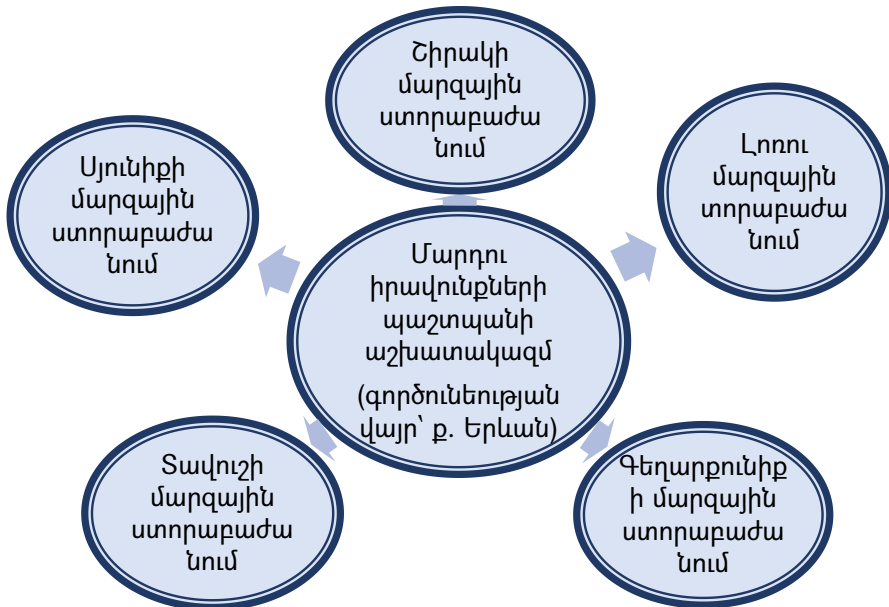 Շիրակի
մարզային
ստորաբաժա
նում
Լոռու
մարզային
տորաբաժա
նում
Սյունիքի
մարզային
ստորաբաժա
նում
Մարդու
իրավունքների
պաշտպանի
աշխատակազմ
(գործունեության
վայր՝ ք. Երևան)
Տավուշի
մարզային
ստորաբաժա
նում
Գեղարքունիք
ի մարզային
ստորաբաժա
նում